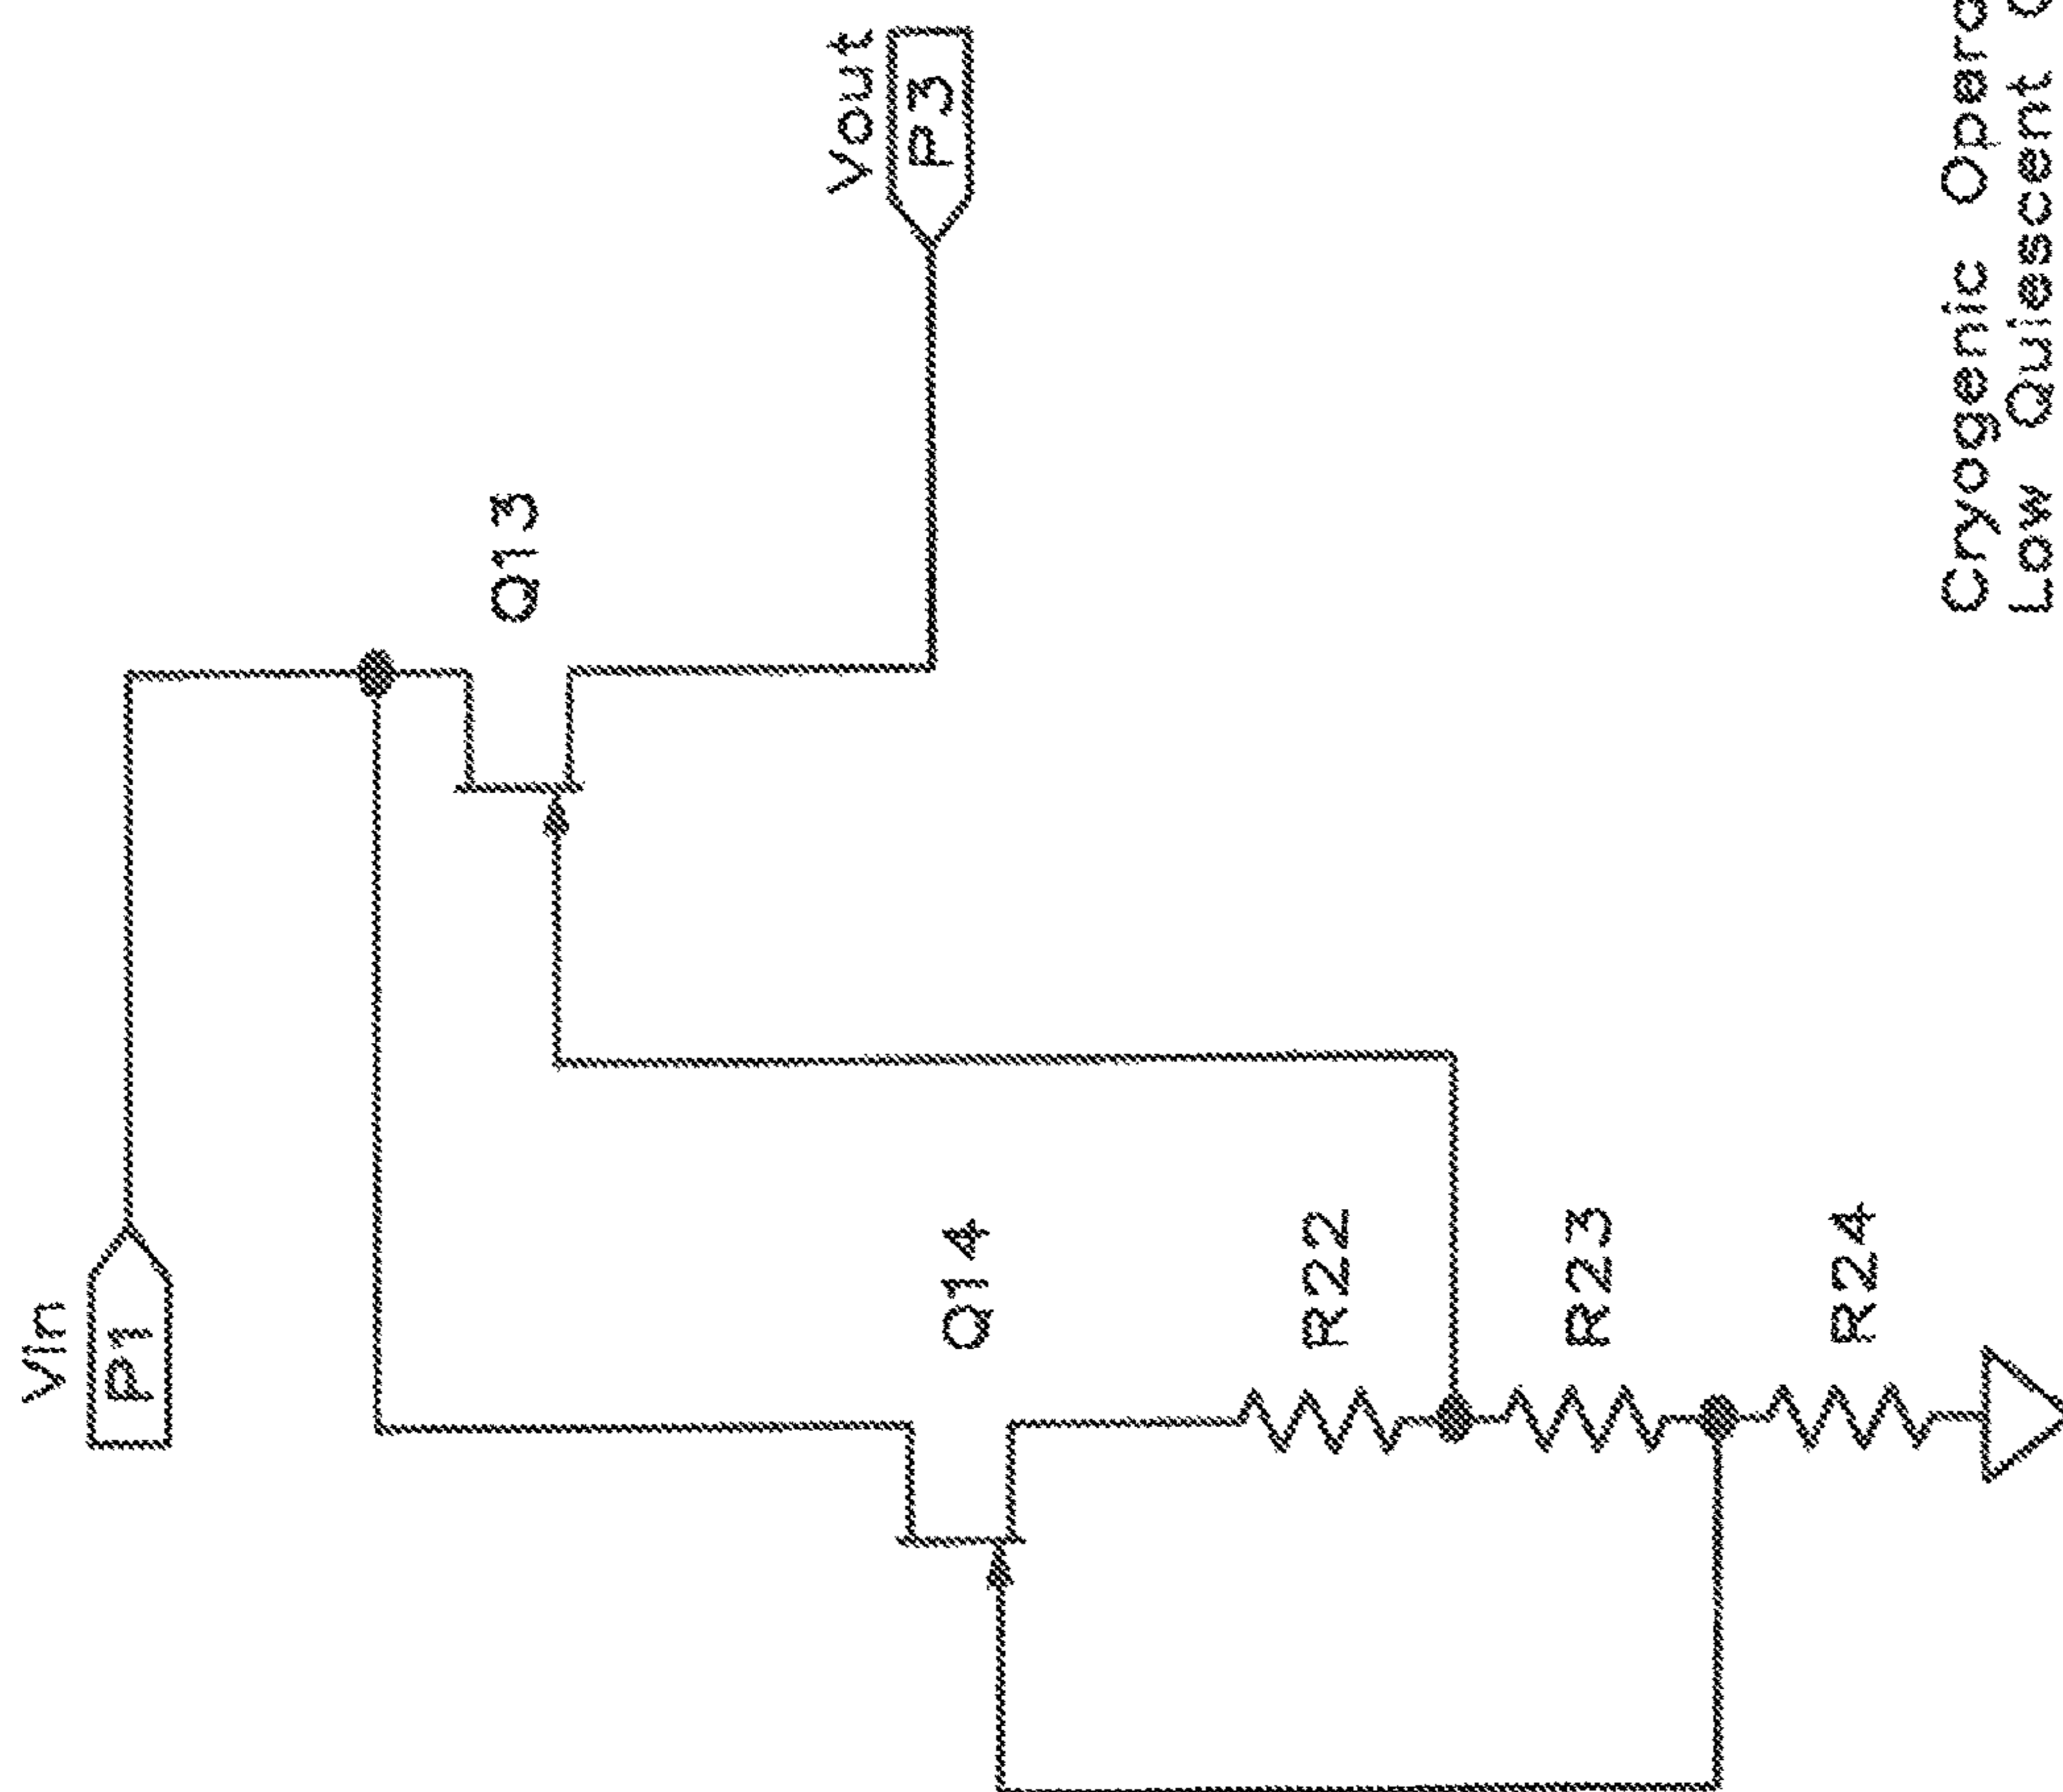 Vin
P1
Q13
Vout
P3
Q14
R22
R23
R24
Cryogenic
Low Quiescent